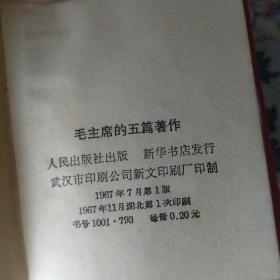 毛主席的五篇著作
人民出版社出版 新华书店发行
武汉市印刷公司新文印刷厂印制
1967年7月第1版
1967年11月湖北第1次印刷
书号1001·793 每册0.20元